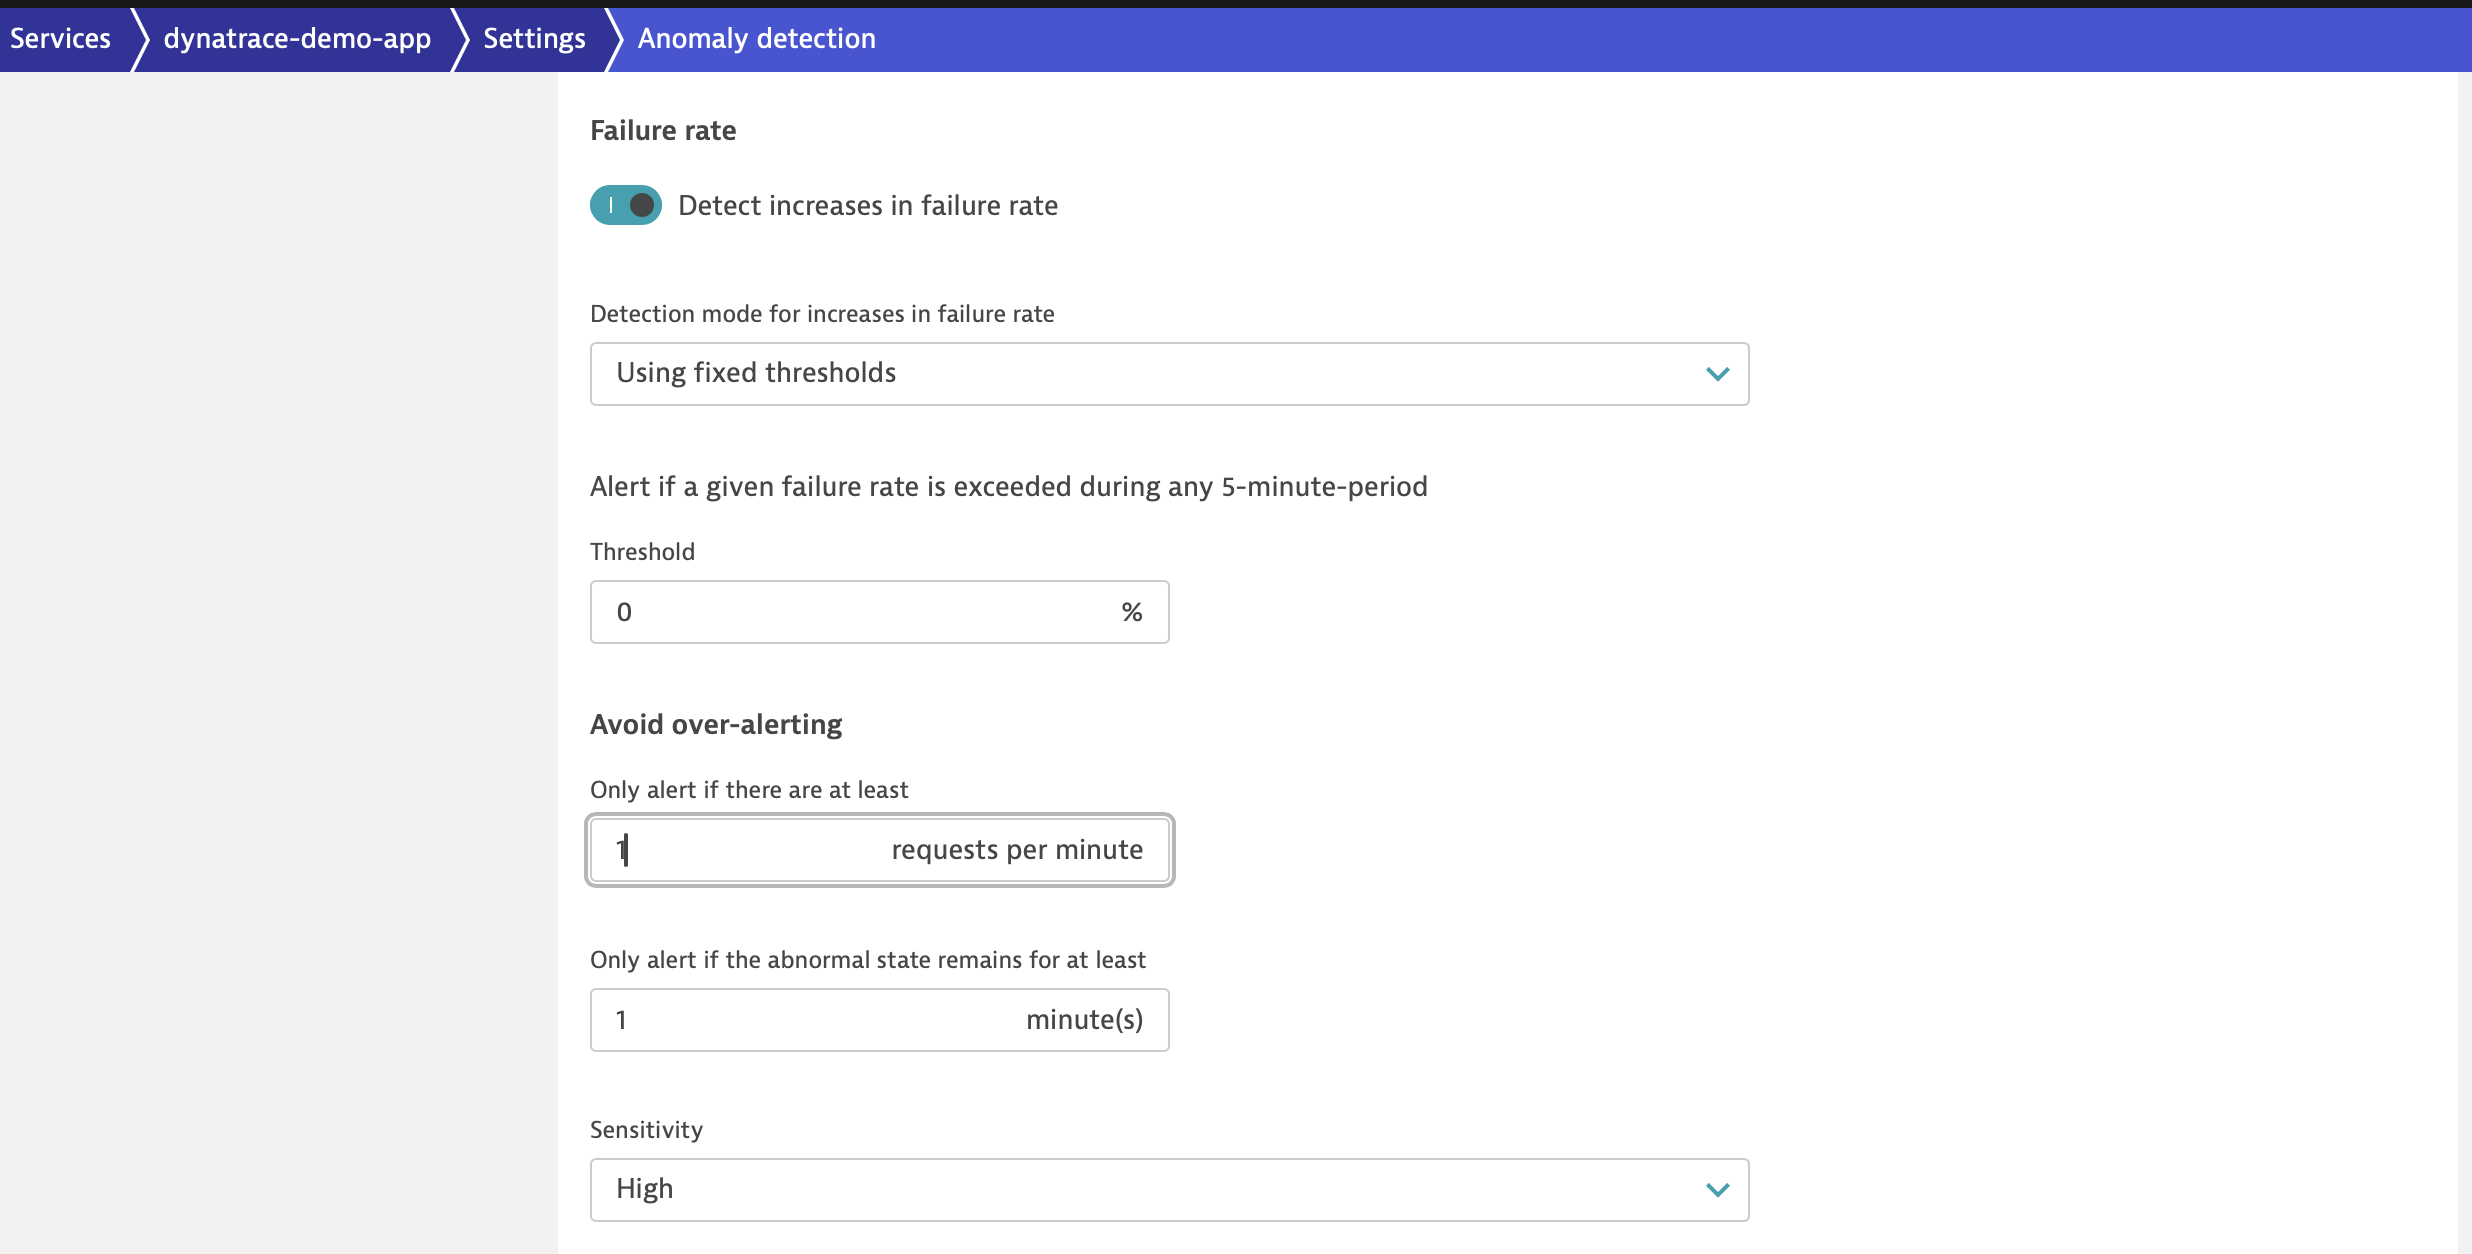 Services dynatrace-demo-app Settings Anomaly detection
Failure rate
Detect increases in failure rate
Detection mode for increases in failure rate
Using fixed thresholds
Alert if a given failure rate is exceeded during any 5-minute-period
Threshold
0 %
Avoid over-alerting
Only alert if there are at least
1 requests per minute
Only alert if the abnormal state remains for at least
1 minute(s)
Sensitivity
High